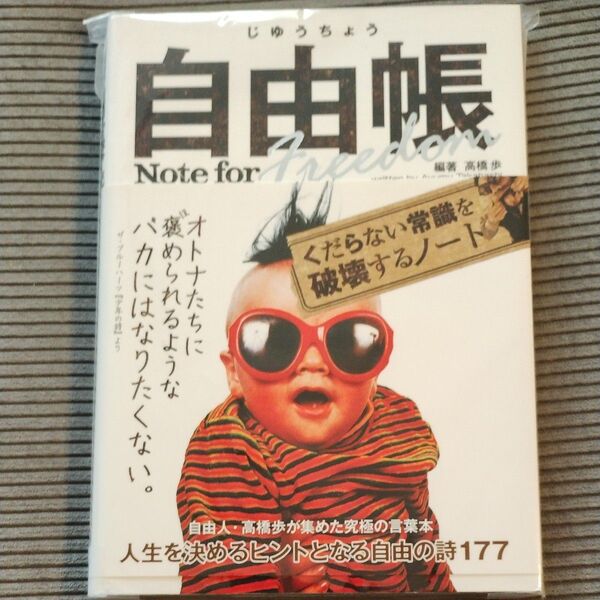 じゆうちょう
自由帳
Note for Freedom
編著 高橋歩
written by Ayumu Takahashi
くだらない常識を
破壊するノート
オトナたちに
褒められるような
バカにはなりたくない。
ザ・ブルーハーツ『少年の詩』より
自由人・高橋歩が集めた究極の言葉本
人生を決めるヒントとなる自由の詩177